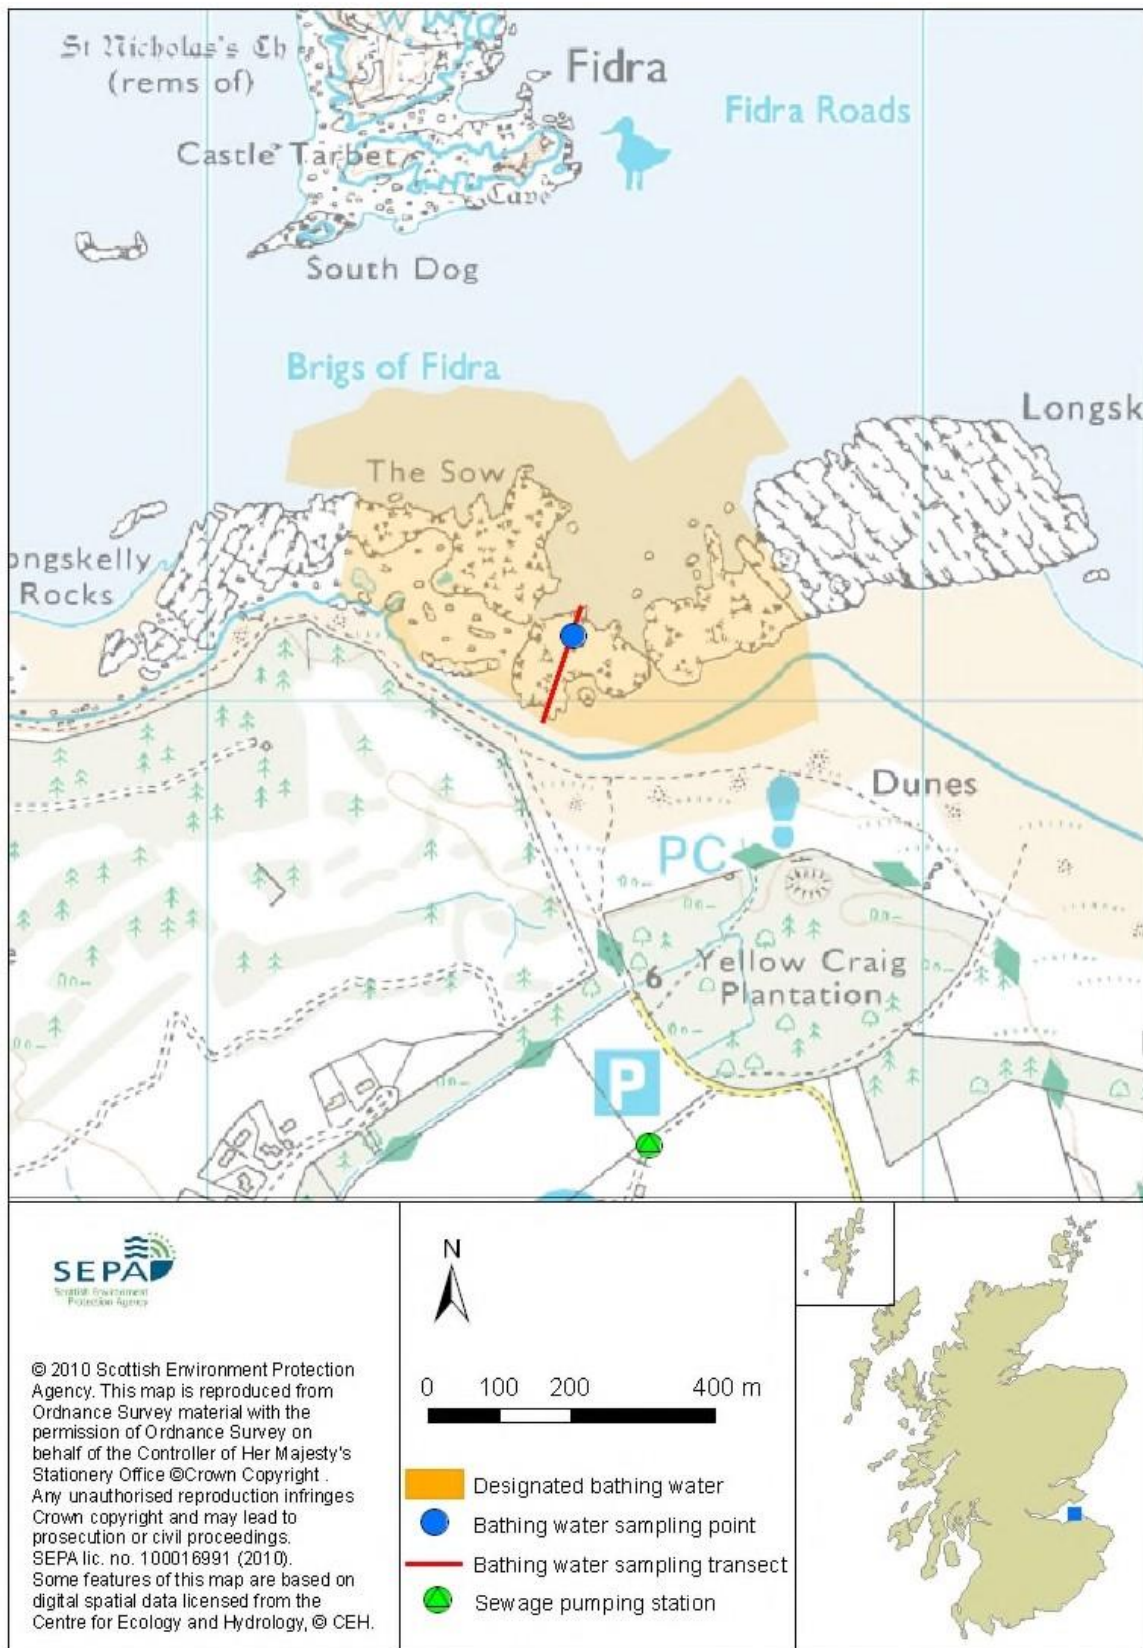 St Nicholas's Ch
(rems of)
Fidra
Fidra Roads
Castle Tarbet
Cave
South Dog
Brigs of Fidra
Longsk
The Sow
ongskelly
Rocks
Dunes
PC
6
Yellow Craig
Plantation
P
SEPA
Scottish Environment
Protection Agency
© 2010 Scottish Environment Protection
Agency. This map is reproduced from
Ordnance Survey material with the
permission of Ordnance Survey on
behalf of the Controller of Her Majesty's
Stationery Office ©Crown Copyright .
Any unauthorised reproduction infringes
Crown copyright and may lead to
prosecution or civil proceedings.
SEPA lic. no. 100016991 (2010).
Some features of this map are based on
digital spatial data licensed from the
Centre for Ecology and Hydrology, © CEH.
N
0 100 200 400 m
Designated bathing water
Bathing water sampling point
Bathing water sampling transect
Sewage pumping station